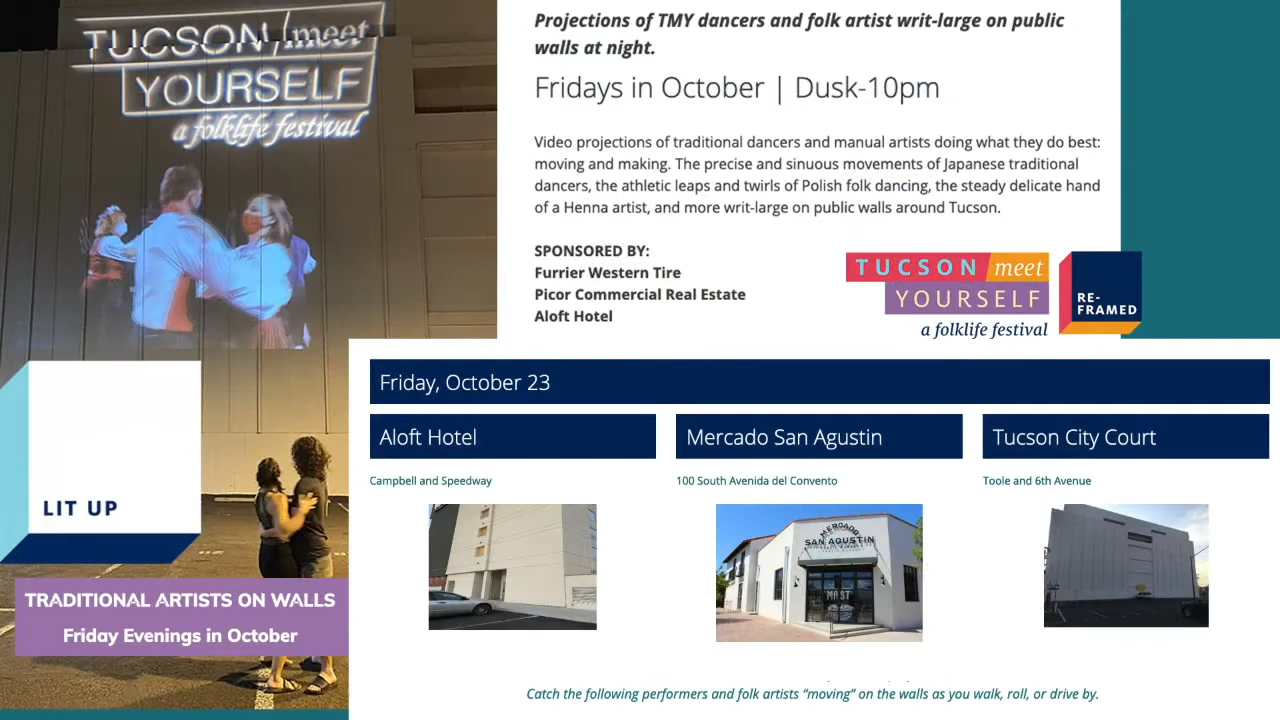 TUCSON meet
YOURSELF
a folklife festival
LIT UP
TRADITIONAL ARTISTS ON WALLS
Friday Evenings in October
Projections of TMY dancers and folk artist writ-large on public
walls at night.
Fridays in October | Dusk-10pm
Video projections of traditional dancers and manual artists doing what they do best:
moving and making. The precise and sinuous movements of Japanese traditional
dancers, the athletic leaps and twirls of Polish folk dancing, the steady delicate hand
of a Henna artist, and more writ-large on public walls around Tucson.
SPONSORED BY:
Furrier Western Tire
Picor Commercial Real Estate
Aloft Hotel
TUCSON meet
YOURSELF
a folklife festival
RE-
FRAMED
Friday, October 23
Aloft Hotel
Mercado San Agustin
Tucson City Court
Campbell and Speedway
100 South Avenida del Convento
Toole and 6th Avenue
MERCADO
SAN AGUSTIN
PUBLIC MARKET
MAST
Catch the following performers and folk artists “moving” on the walls as you walk, roll, or drive by.